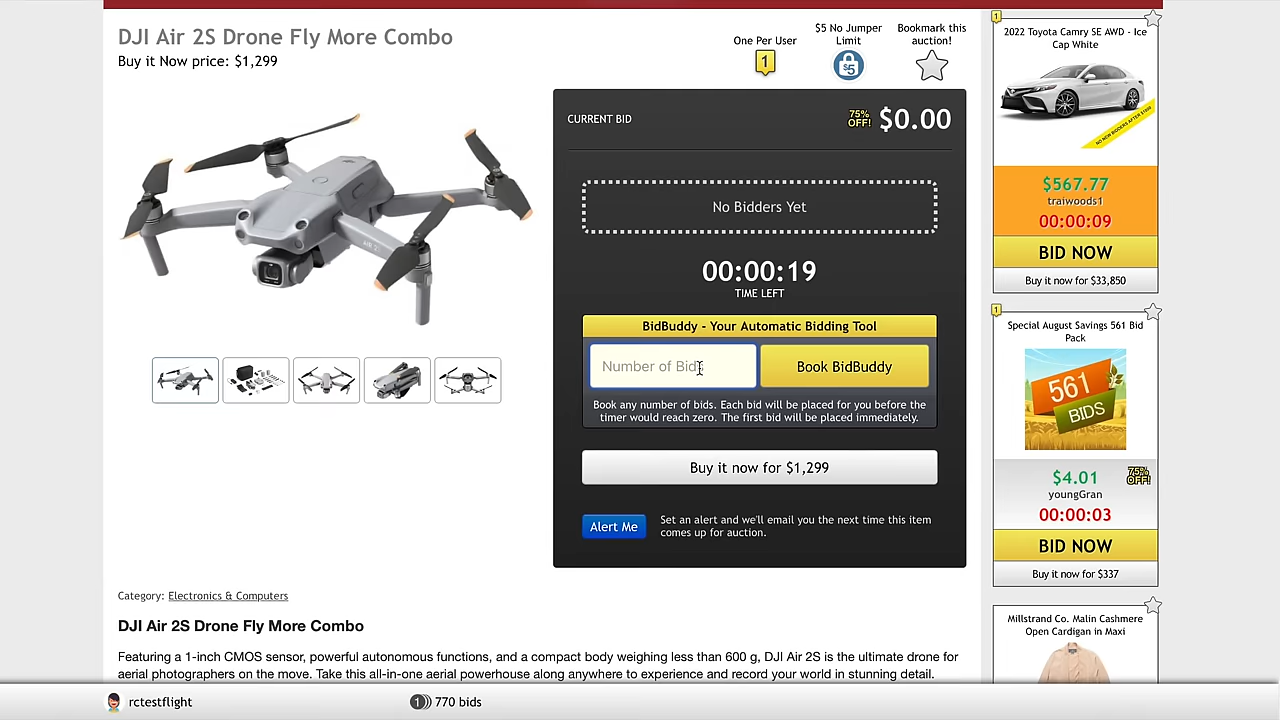 DJI Air 2S Drone Fly More Combo
Buy it Now price: $1,299
One Per User
1
$5 No Jumper
Limit
$5
Bookmark this
auction!
CURRENT BID
75%
OFF!
$0.00
No Bidders Yet
00:00:19
TIME LEFT
BidBuddy - Your Automatic Bidding Tool
Number of Bids
Book BidBuddy
Book any number of bids. Each bid will be placed for you before the
timer would reach zero. The first bid will be placed immediately.
Buy it now for $1,299
Alert Me
Set an alert and we'll email you the next time this item
comes up for auction.
Category: Electronics & Computers
DJI Air 2S Drone Fly More Combo
Featuring a 1-inch CMOS sensor, powerful autonomous functions, and a compact body weighing less than 600 g, DJI Air 2S is the ultimate drone for
aerial photographers on the move. Take this all-in-one aerial powerhouse along anywhere to experience and record your world in stunning detail.
1
2022 Toyota Camry SE AWD - Ice
Cap White
$567.77
traiwoods1
00:00:09
BID NOW
Buy it now for $33,850
1
Special August Savings 561 Bid
Pack
561
BIDS
$4.01
75%
OFF!
youngGran
00:00:03
BID NOW
Buy it now for $337
Millstrand Co. Malin Cashmere
Open Cardigan in Maxi
rctestflight
1
770 bids